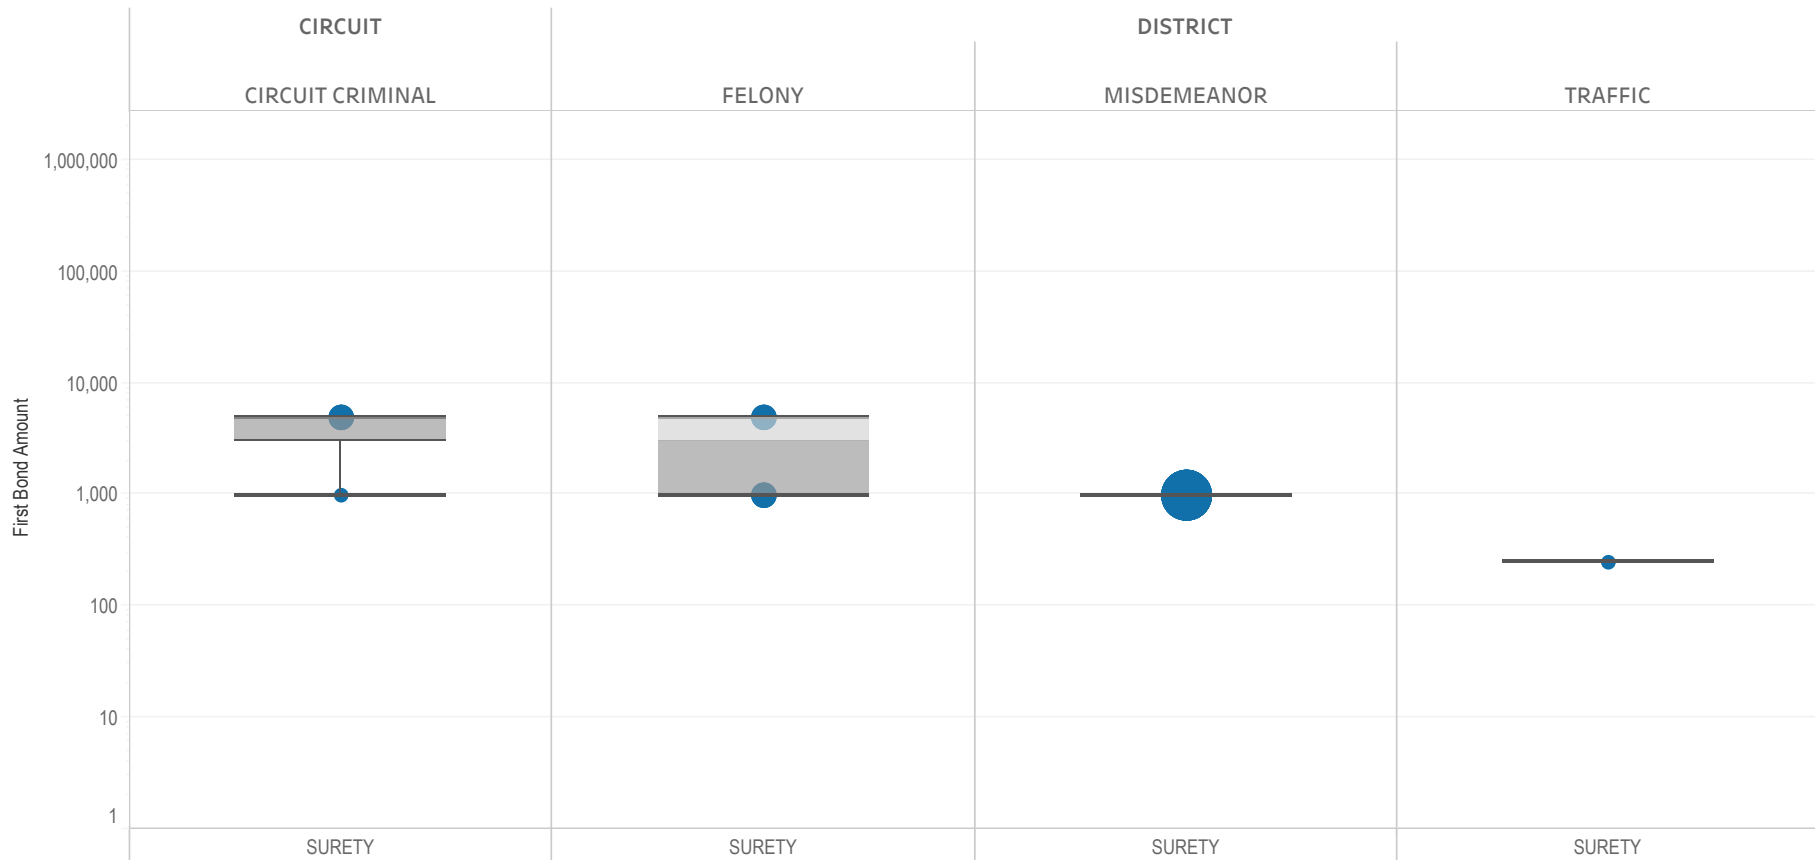 CIRCUIT
DISTRICT
CIRCUIT CRIMINAL
FELONY
MISDEMEANOR
TRAFFIC
1,000,000
100,000
10,000
1,000
100
10
1
First Bond Amount
SURETY
SURETY
SURETY
SURETY